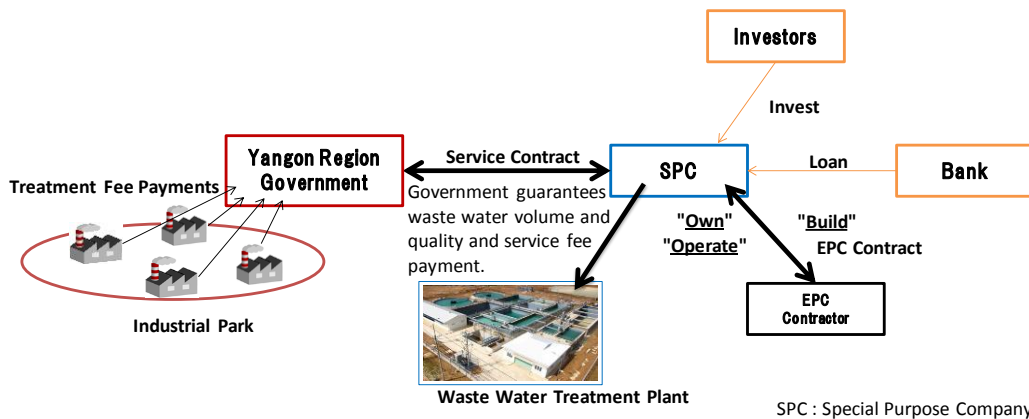 Investors
Invest
Yangon Region
Government
Service Contract
SPC
Loan
Bank
Treatment Fee Payments
Government guarantees
waste water volume and
quality and service fee
payment.
"Own"
"Operate"
"Build"
EPC Contract
EPC
Contractor
Industrial Park
Waste Water Treatment Plant
SPC : Special Purpose Company